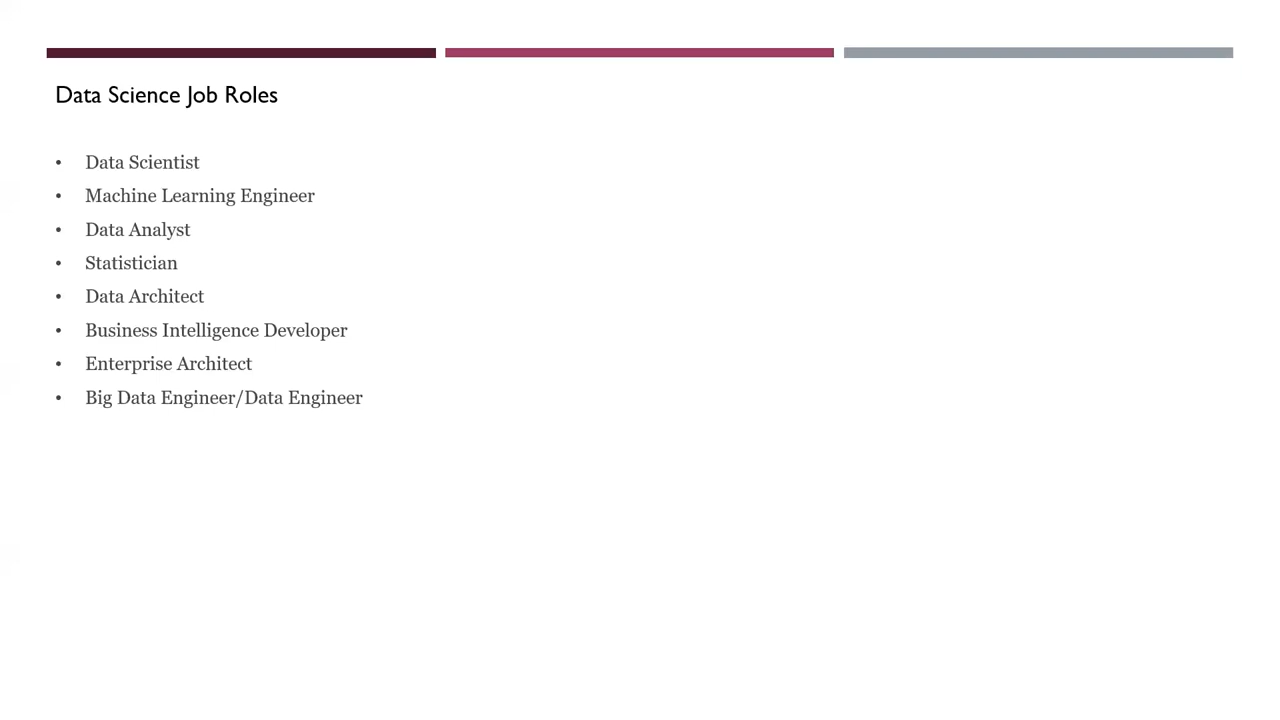 Data Science Job Roles
• Data Scientist
• Machine Learning Engineer
• Data Analyst
• Statistician
• Data Architect
• Business Intelligence Developer
• Enterprise Architect
• Big Data Engineer/Data Engineer